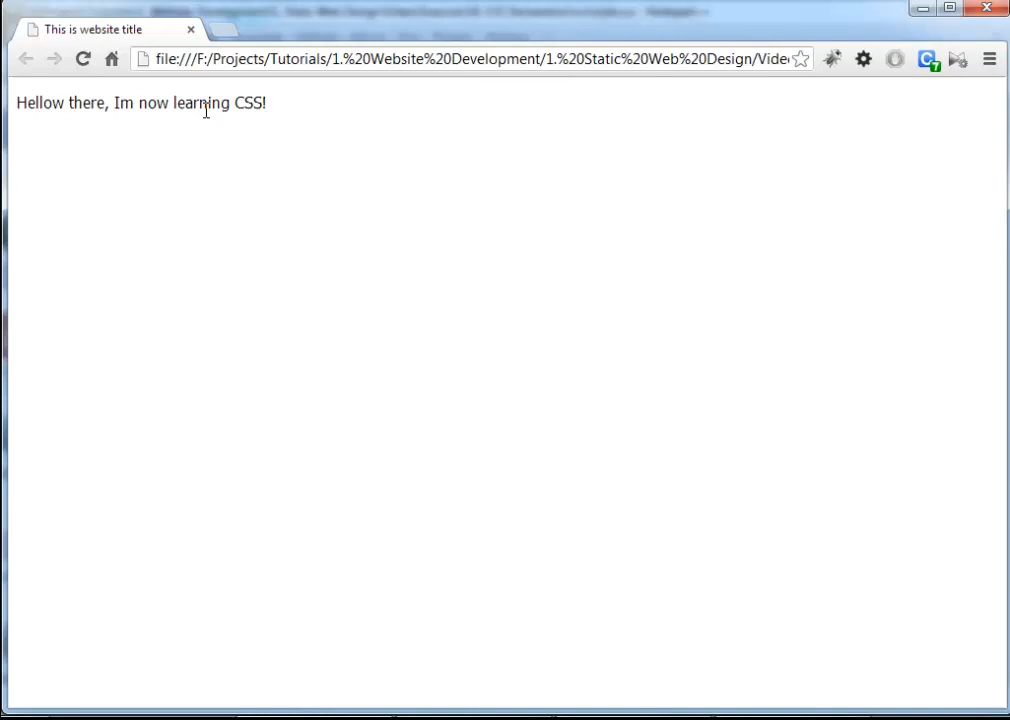 This is website title
file:///F:/Projects/Tutorials/1.%20Website%20Development/1.%20Static%20Web%20Design/Vide
Hellow there, Im now learning CSS!
7